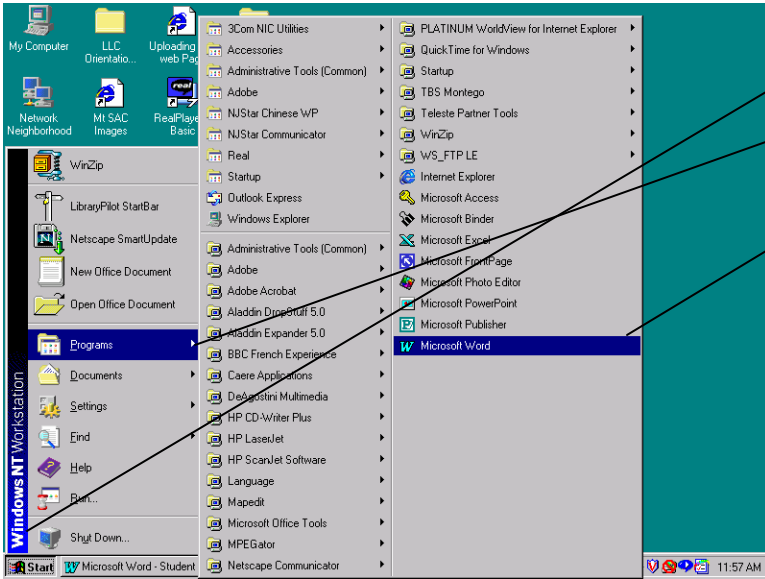 My Computer
LLC
Orientatio...
Uploading
web Pag
Network
Neighborhood
Mt SAC
Images
real
RealPlaye
Basic
WinZip
LibraryPilot StartBar
Netscape SmartUpdate
New Office Document
Open Office Document
Programs
Documents
Settings
Find
Help
Run...
Shut Down...
Windows NT Workstation
3Com NIC Utilities
Accessories
Administrative Tools (Common)
Adobe
NJStar Chinese WP
NJStar Communicator
Real
Startup
Outlook Express
Windows Explorer
Administrative Tools (Common)
Adobe
Adobe Acrobat
Aladdin DropStuff 5.0
Aladdin Expander 5.0
BBC French Experience
Caere Applications
DeAgostini Multimedia
HP CD-Writer Plus
HP LaserJet
HP ScanJet Software
Language
Mapedit
Microsoft Office Tools
MPEGator
Netscape Communicator
PLATINUM WorldView for Internet Explorer
QuickTime for Windows
Startup
TBS Montego
Teleste Partner Tools
WinZip
WS_FTP LE
Internet Explorer
Microsoft Access
Microsoft Binder
Microsoft Excel
Microsoft FrontPage
Microsoft Photo Editor
Microsoft PowerPoint
Microsoft Publisher
Microsoft Word
Start
Microsoft Word - Student
11:57 AM